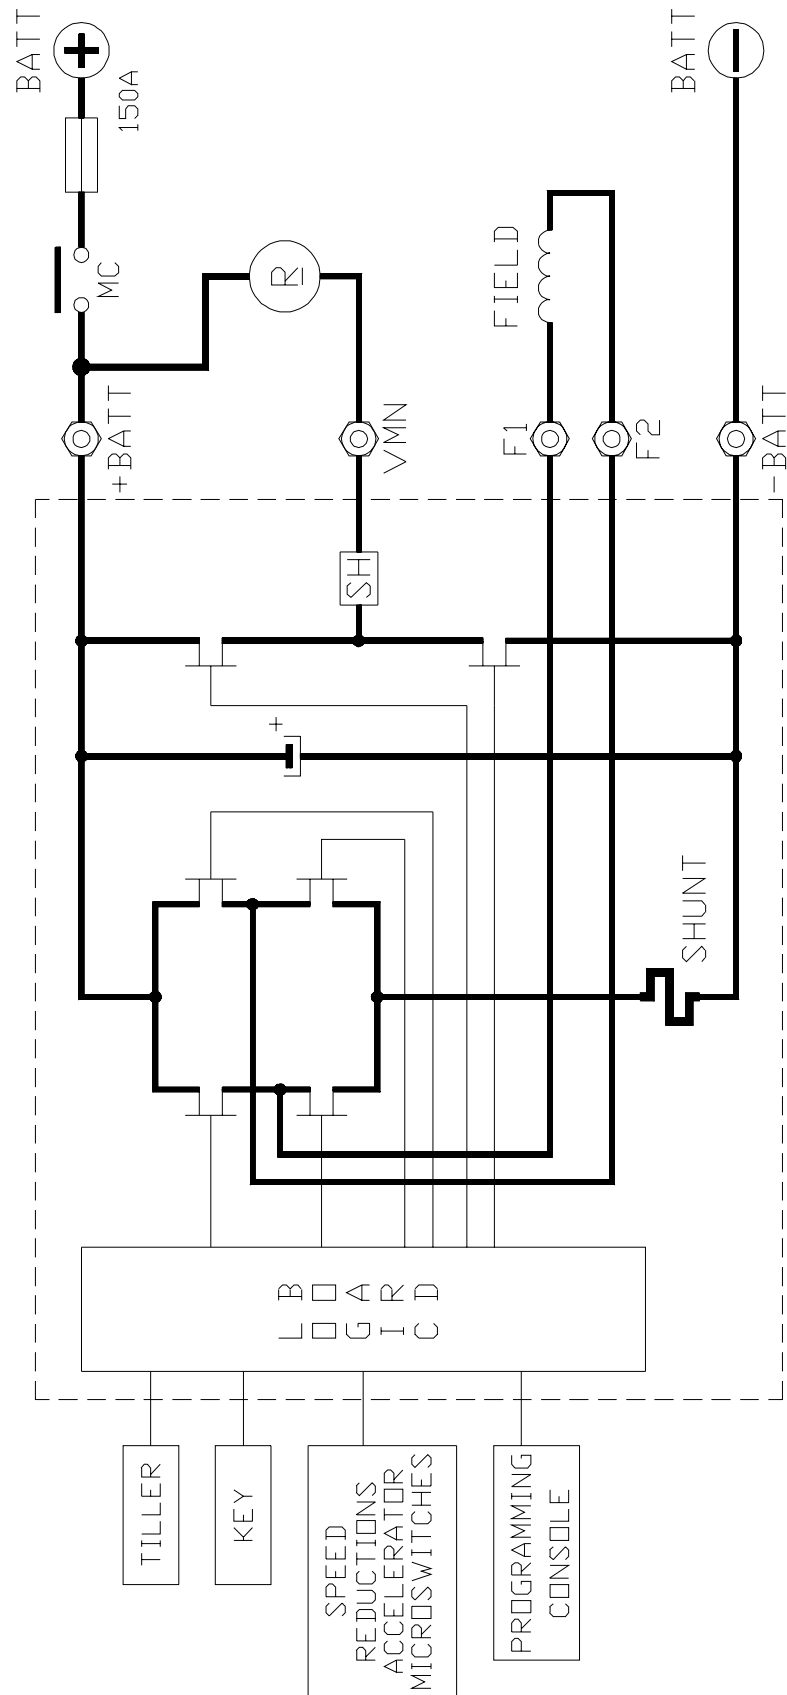 BATT
+
150A
MC
+BATT
R
VMN
FIELD
F1
F2
BATT
−
-BATT
SH
+
SHUNT
BOARD
LOGIC
TILLER
KEY
SPEED
REDUCTIONS
ACCELERATOR
MICROSWITCHES
PROGRAMMING
CONSOLE